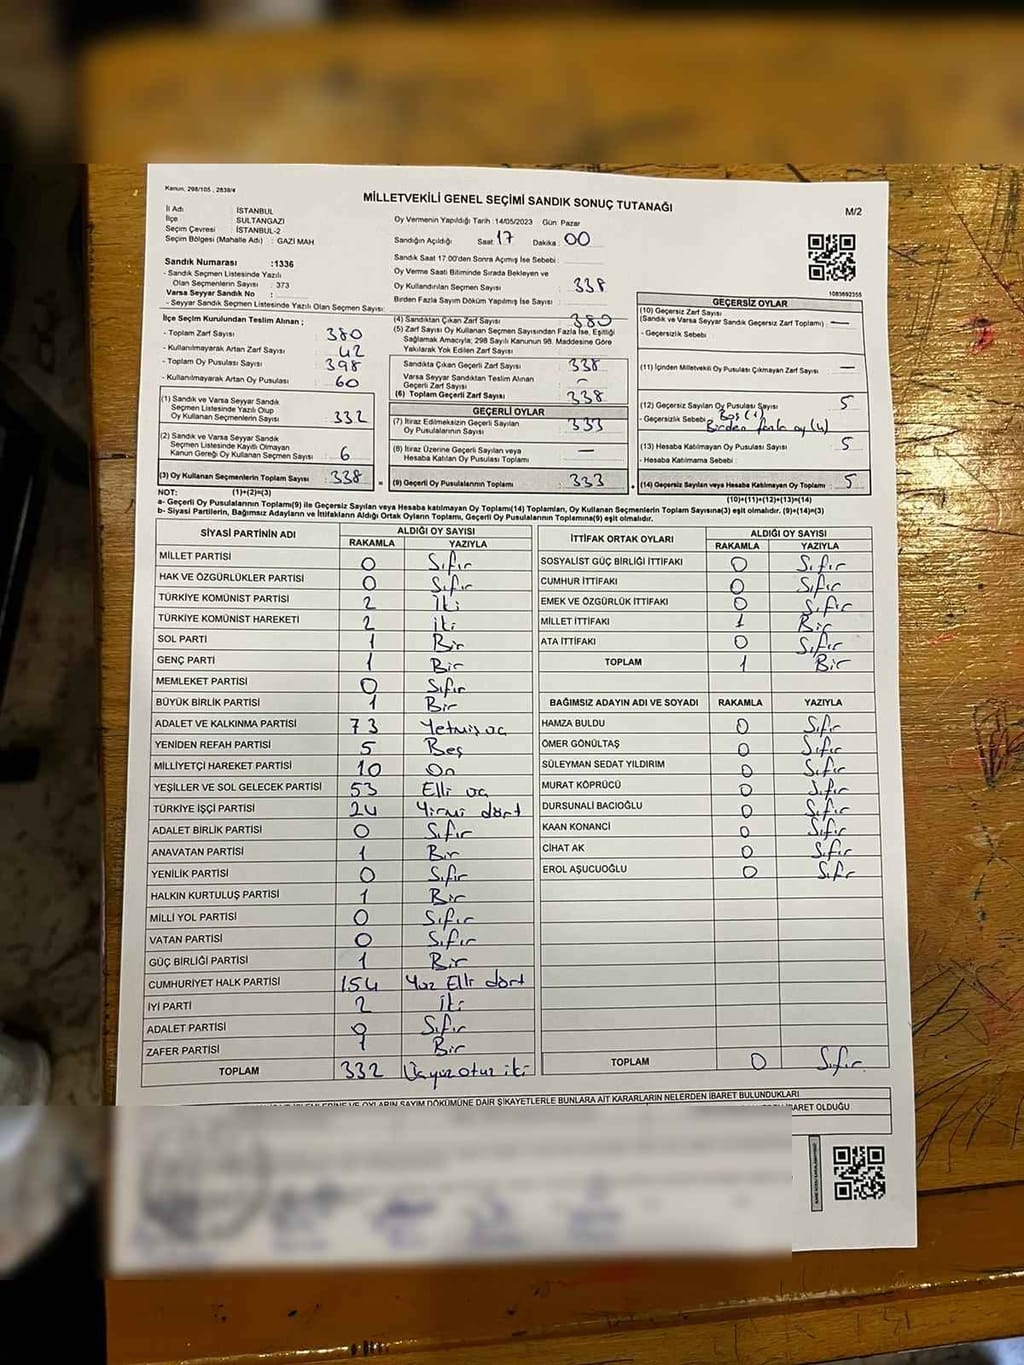 Kanun, 298/105 , 2839/4
MİLLETVEKİLİ GENEL SEÇİMİ SANDIK SONUÇ TUTANAĞI
M/2
İl Adı : İSTANBUL
İlçe : SULTANGAZİ
Seçim Çevresi : İSTANBUL-2
Seçim Bölgesi (Mahalle Adı) : GAZİ MAH
Sandık Numarası :1336
- Sandık Seçmen Listesinde Yazılı
Olan Seçmenlerin Sayısı : 373
Varsa Seyyar Sandık No :
- Seyyar Sandık Seçmen Listesinde Yazılı Olan Seçmen Sayısı:
Oy Vermenin Yapıldığı Tarih :14/05/2023 Gün: Pazar
Sandığın Açıldığı Saat 17 Dakika : 00
Sandık Saat 17:00'den Sonra Açımış İse Sebebi :
Oy Verme Saati Bitiminde Sırada Bekleyen ve
Oy Kullandırılan Seçmen Sayısı : 338
Birden Fazla Sayım Döküm Yapılmış İse Sayısı :
1083692355
İlçe Seçim Kurulundan Teslim Alınan ;
- Toplam Zarf Sayısı : 380
- Kullanılmayarak Artan Zarf Sayısı : 42
- Toplam Oy Pusulası Sayısı : 398
- Kullanılmayarak Artan Oy Pusulası : 60
(1) Sandık ve Varsa Seyyar Sandık
Seçmen Listesinde Yazılı Olup
Oy Kullanan Seçmenlerin Sayısı : 332
(2) Sandık ve Varsa Seyyar Sandık
Seçmen Listesinde Kayıtlı Olmayan
Kanun Gereği Oy Kullanan Seçmen Sayısı : 6
(3) Oy Kullanan Seçmenlerin Toplam Sayısı : 338
(4) Sandıktan Çıkan Zarf Sayısı : 380
(5) Zarf Sayısı Oy Kullanan Seçmen Sayısından Fazla İse, Eşitliği
Sağlamak Amacıyla; 298 Sayılı Kanunun 98. Maddesine Göre
Yakılarak Yok Edilen Zarf Sayısı :
Sandıkta Çıkan Geçerli Zarf Sayısı : 338
Varsa Seyyar Sandıktan Teslim Alınan
Geçerli Zarf Sayısı : –
(6) Toplam Geçerli Zarf Sayısı : 338
GEÇERLİ OYLAR
(7) İtiraz Edilmeksizin Geçerli Sayılan
Oy Pusulalarının Sayısı : 333
(8) İtiraz Üzerine Geçerli Sayılan veya
Hesaba Katılan Oy Pusulası Toplamı : —
(9) Geçerli Oy Pusulalarının Toplamı : 333
GEÇERSİZ OYLAR
(10) Geçersiz Zarf Sayısı
(Sandık ve Varsa Seyyar Sandık Geçersiz Zarf Toplamı) : —
- Geçersizlik Sebebi
(11) İçinden Milletvekili Oy Pusulası Çıkmayan Zarf Sayısı : —
(12) Geçersiz Sayılan Oy Pusulası Sayısı : 5
- Geçersizlik Sebebi : Boş (1)
Birden fazla oy (4)
(13) Hesaba Katılmayan Oy Pusulası Sayısı : 5
- Hesaba Katılmama Sebebi :
(14) Geçersiz Sayılan veya Hesaba Katılmayan Oy Toplamı : 5
NOT: (1)+(2)=(3) (10)+(11)+(12)+(13)=(14)
a- Geçerli Oy Pusulalarının Toplamı(9) ile Geçersiz Sayılan veya Hesaba katılmayan Oy Toplamı(14) Toplamları, Oy Kullanan Seçmenlerin Toplam Sayısına(3) eşit olmalıdır. (9)+(14)=(3)
b- Siyasi Partilerin, Bağımsız Adayların ve İttifakların Aldığı Ortak Oyların Toplamı, Geçerli Oy Pusulalarının Toplamına(9) eşit olmalıdır.
SİYASİ PARTİNİN ADI ALDIĞI OY SAYISI
RAKAMLA YAZIYLA
MİLLET PARTİSİ 0 Sıfır
HAK VE ÖZGÜRLÜKLER PARTİSİ 0 Sıfır
TÜRKİYE KOMÜNİST PARTİSİ 2 İki
TÜRKİYE KOMÜNİST HAREKETİ 2 iki
SOL PARTİ 1 Bir
GENÇ PARTİ 1 Bir
MEMLEKET PARTİSİ 0 Sıfır
BÜYÜK BİRLİK PARTİSİ 1 Bir
ADALET VE KALKINMA PARTİSİ 73 Yetmiş üç
YENİDEN REFAH PARTİSİ 5 Beş
MİLLİYETÇİ HAREKET PARTİSİ 10 On
YEŞİLLER VE SOL GELECEK PARTİSİ 53 Elli üç
TÜRKİYE İŞÇİ PARTİSİ 24 Yirmi dört
ADALET BİRLİK PARTİSİ 0 Sıfır
ANAVATAN PARTİSİ 1 Bir
YENİLİK PARTİSİ 0 Sıfır
HALKIN KURTULUŞ PARTİSİ 1 Bir
MİLLİ YOL PARTİSİ 0 Sıfır
VATAN PARTİSİ 0 Sıfır
GÜÇ BİRLİĞİ PARTİSİ 1 Bir
CUMHURİYET HALK PARTİSİ 154 Yüz Elli dört
İYİ PARTİ 2 İki
ADALET PARTİSİ 0 Sıfır
ZAFER PARTİSİ 1 Bir
TOPLAM 332 Üçyüz otuz iki
İTTİFAK ORTAK OYLARI ALDIĞI OY SAYISI
RAKAMLA YAZIYLA
SOSYALİST GÜÇ BİRLİĞİ İTTİFAKI 0 Sıfır
CUMHUR İTTİFAKI 0 Sıfır
EMEK VE ÖZGÜRLÜK İTTİFAKI 0 Sıfır
MİLLET İTTİFAKI 1 Bir
ATA İTTİFAKI 0 Sıfır
TOPLAM 1 Bir
BAĞIMSIZ ADAYIN ADI VE SOYADI RAKAMLA YAZIYLA
HAMZA BULDU 0 Sıfır
ÖMER GÖNÜLTAŞ 0 Sıfır
SÜLEYMAN SEDAT YILDIRIM 0 Sıfır
MURAT KÖPRÜCÜ 0 Sıfır
DURSUNALİ BACIOĞLU 0 Sıfır
KAAN KONANCİ 0 Sıfır
CİHAT AK 0 Sıfır
EROL AŞUCUOĞLU 0 Sıfır
TOPLAM 0 Sıfır
İŞLEMLERİNE VE OYLARIN SAYIM DÖKÜMÜNE DAİR ŞİKAYETLERLE BUNLARA AİT KARARLARIN NELERDEN İBARET BULUNDUKLARI
İBARET OLDUĞU